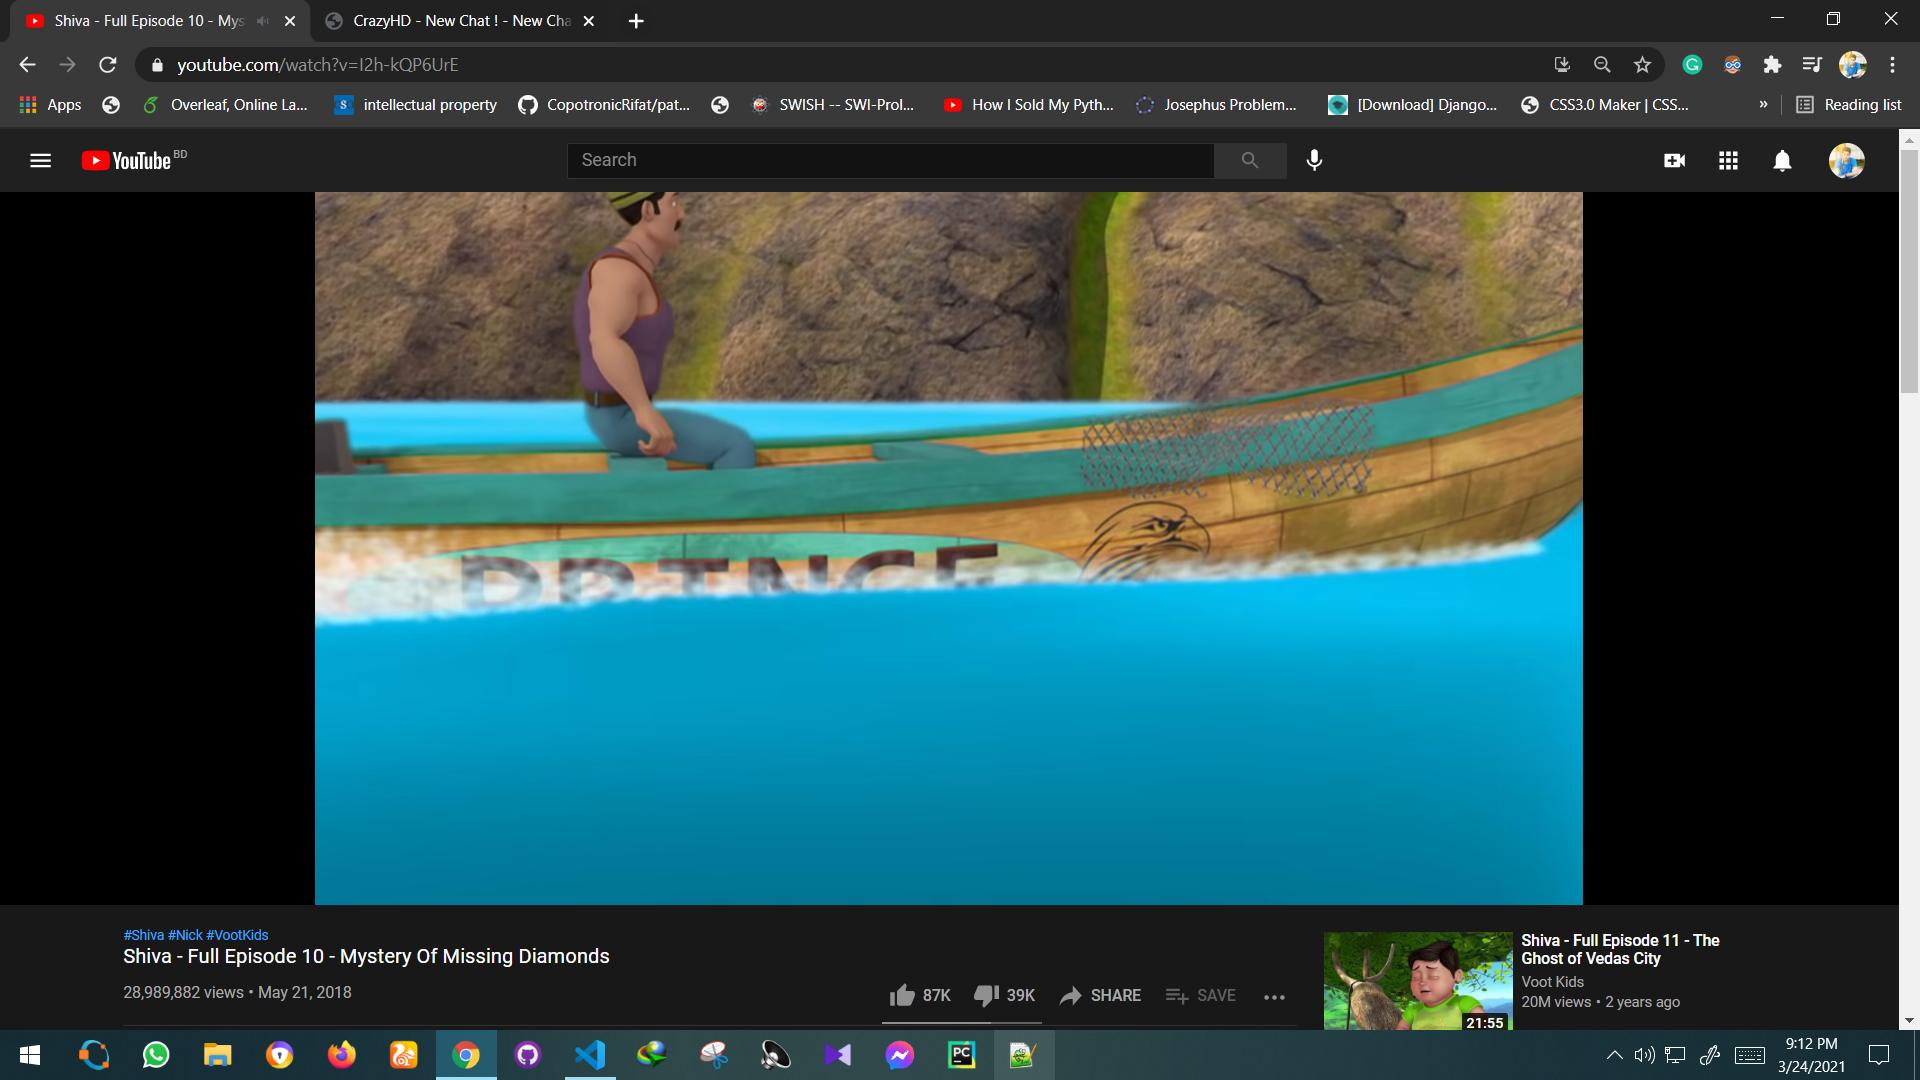 Shiva - Full Episode 10 - Mys
CrazyHD - New Chat ! - New Cha
youtube.com/watch?v=I2h-kQP6UrE
Apps
Overleaf, Online La...
intellectual property
CopotronicRifat/pat...
SWISH -- SWI-Prol...
How I Sold My Pyth...
Josephus Problem...
[Download] Django...
CSS3.0 Maker | CSS...
»
Reading list
YouTube BD
Search
PRINCE
#Shiva #Nick #VootKids
Shiva - Full Episode 10 - Mystery Of Missing Diamonds
28,989,882 views • May 21, 2018
87K
39K
SHARE
SAVE
Shiva - Full Episode 11 - The
Ghost of Vedas City
Voot Kids
20M views • 2 years ago
21:55
PC
9:12 PM
3/24/2021